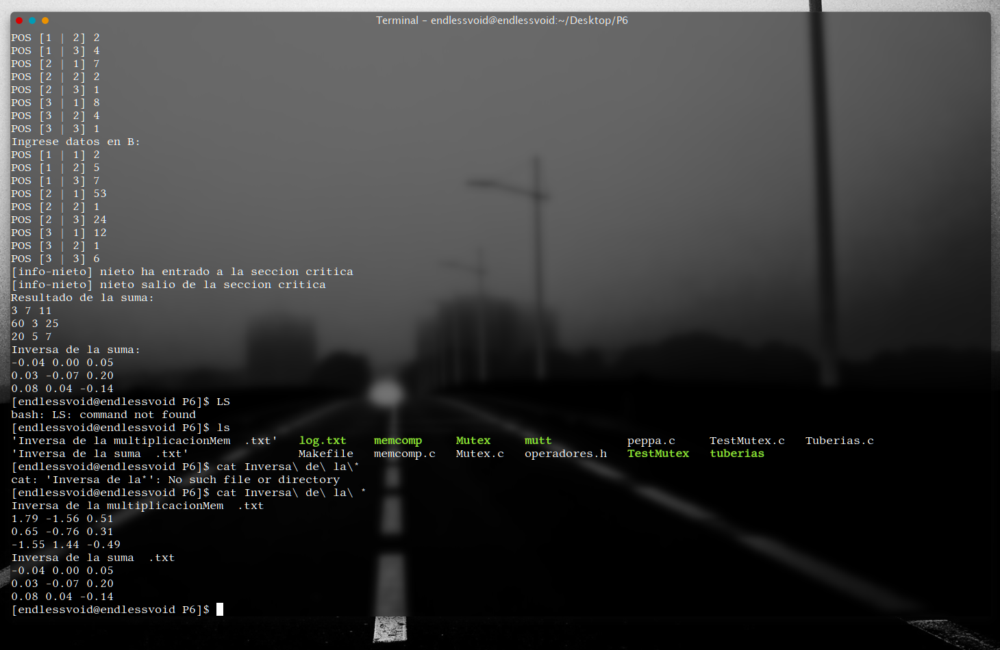 Terminal - endlessvoid@endlessvoid:~/Desktop/P6
POS [1 | 2] 2
POS [1 | 3] 4
POS [2 | 1] 7
POS [2 | 2] 2
POS [2 | 3] 1
POS [3 | 1] 8
POS [3 | 2] 4
POS [3 | 3] 1
Ingrese datos en B:
POS [1 | 1] 2
POS [1 | 2] 5
POS [1 | 3] 7
POS [2 | 1] 53
POS [2 | 2] 1
POS [2 | 3] 24
POS [3 | 1] 12
POS [3 | 2] 1
POS [3 | 3] 6
[info-nieto] nieto ha entrado a la seccion critica
[info-nieto] nieto salio de la seccion critica
Resultado de la suma:
3 7 11
60 3 25
20 5 7
Inversa de la suma:
-0.04 0.00 0.05
0.03 -0.07 0.20
0.08 0.04 -0.14
[endlessvoid@endlessvoid P6]$ LS
bash: LS: command not found
[endlessvoid@endlessvoid P6]$ ls
'Inversa de la multiplicacionMem  .txt'   log.txt    memcomp     Mutex     mutt          peppa.c     TestMutex.c   Tuberias.c
'Inversa de la suma  .txt'                Makefile   memcomp.c   Mutex.c   operadores.h   TestMutex   tuberias
[endlessvoid@endlessvoid P6]$ cat Inversa\ de\ la\*
cat: 'Inversa de la*': No such file or directory
[endlessvoid@endlessvoid P6]$ cat Inversa\ de\ la\ *
Inversa de la multiplicacionMem  .txt
1.79 -1.56 0.51
0.65 -0.76 0.31
-1.55 1.44 -0.49
Inversa de la suma  .txt
-0.04 0.00 0.05
0.03 -0.07 0.20
0.08 0.04 -0.14
[endlessvoid@endlessvoid P6]$